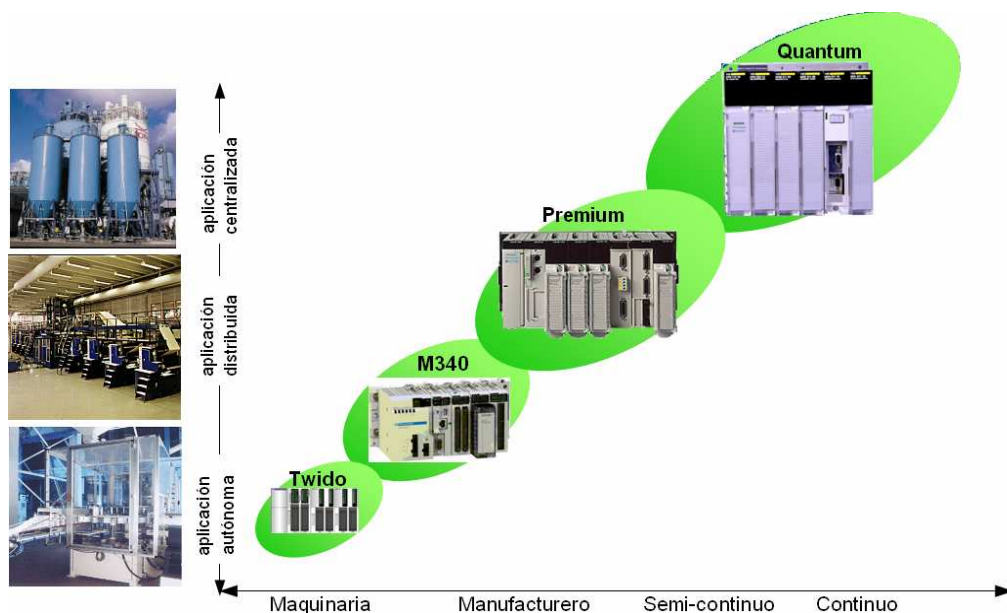 Quantum
Premium
M340
Twido
aplicación
centralizada
aplicación
distribuida
aplicación
autónoma
Maquinaria
Manufacturero
Semi-continuo
Continuo